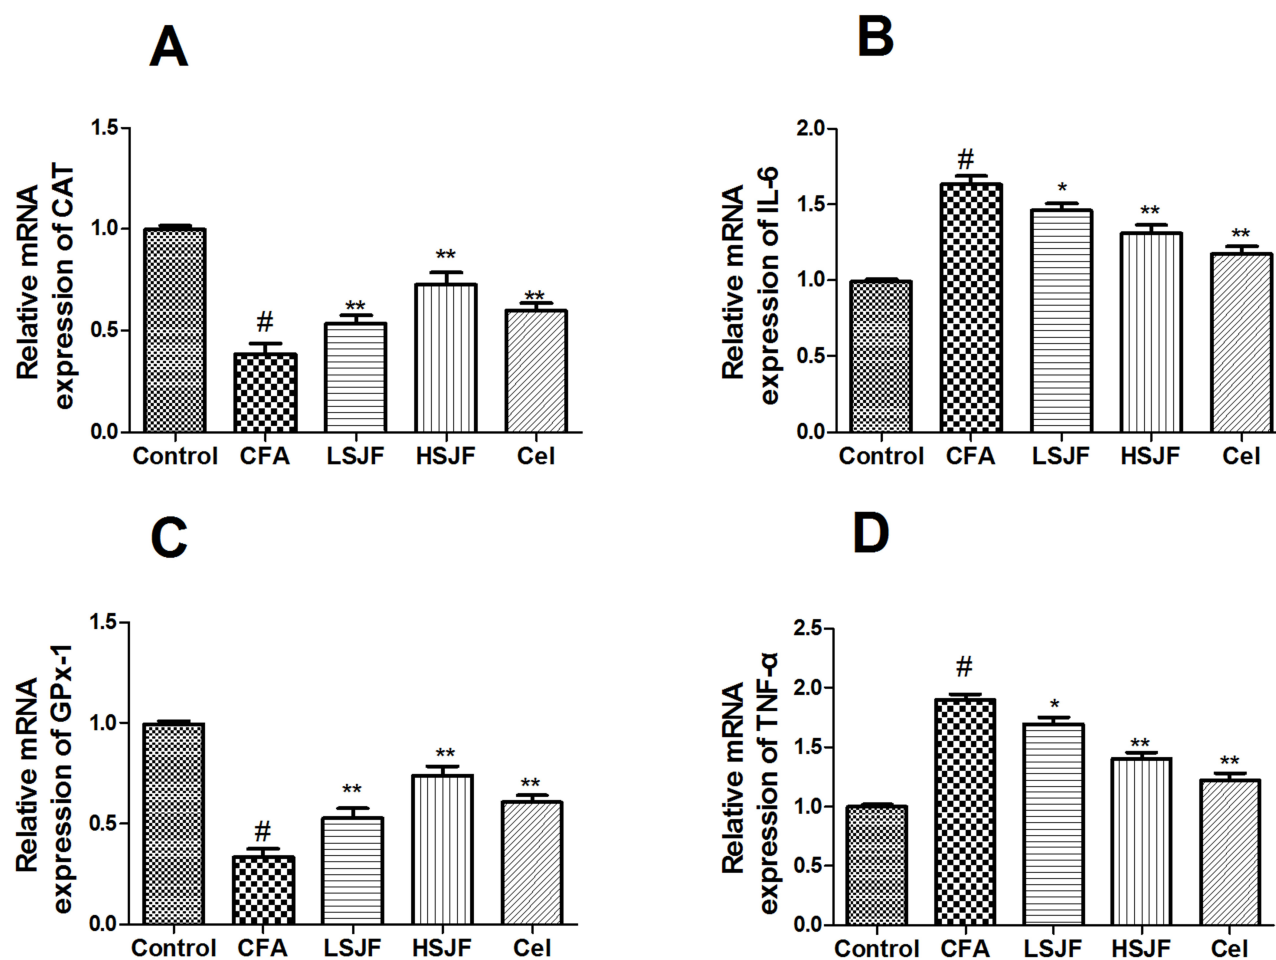 A
Relative mRNA
expression of CAT
1.5
1.0
0.5
0.0
#
**
**
**
Control CFA LSJF HSJF Cel
B
Relative mRNA
expression of IL-6
2.0
1.5
1.0
0.5
0.0
#
*
**
**
Control CFA LSJF HSJF Cel
C
Relative mRNA
expression of GPx-1
1.5
1.0
0.5
0.0
#
**
**
**
Control CFA LSJF HSJF Cel
D
Relative mRNA
expression of TNF-α
2.5
2.0
1.5
1.0
0.5
0.0
#
*
**
**
Control CFA LSJF HSJF Cel